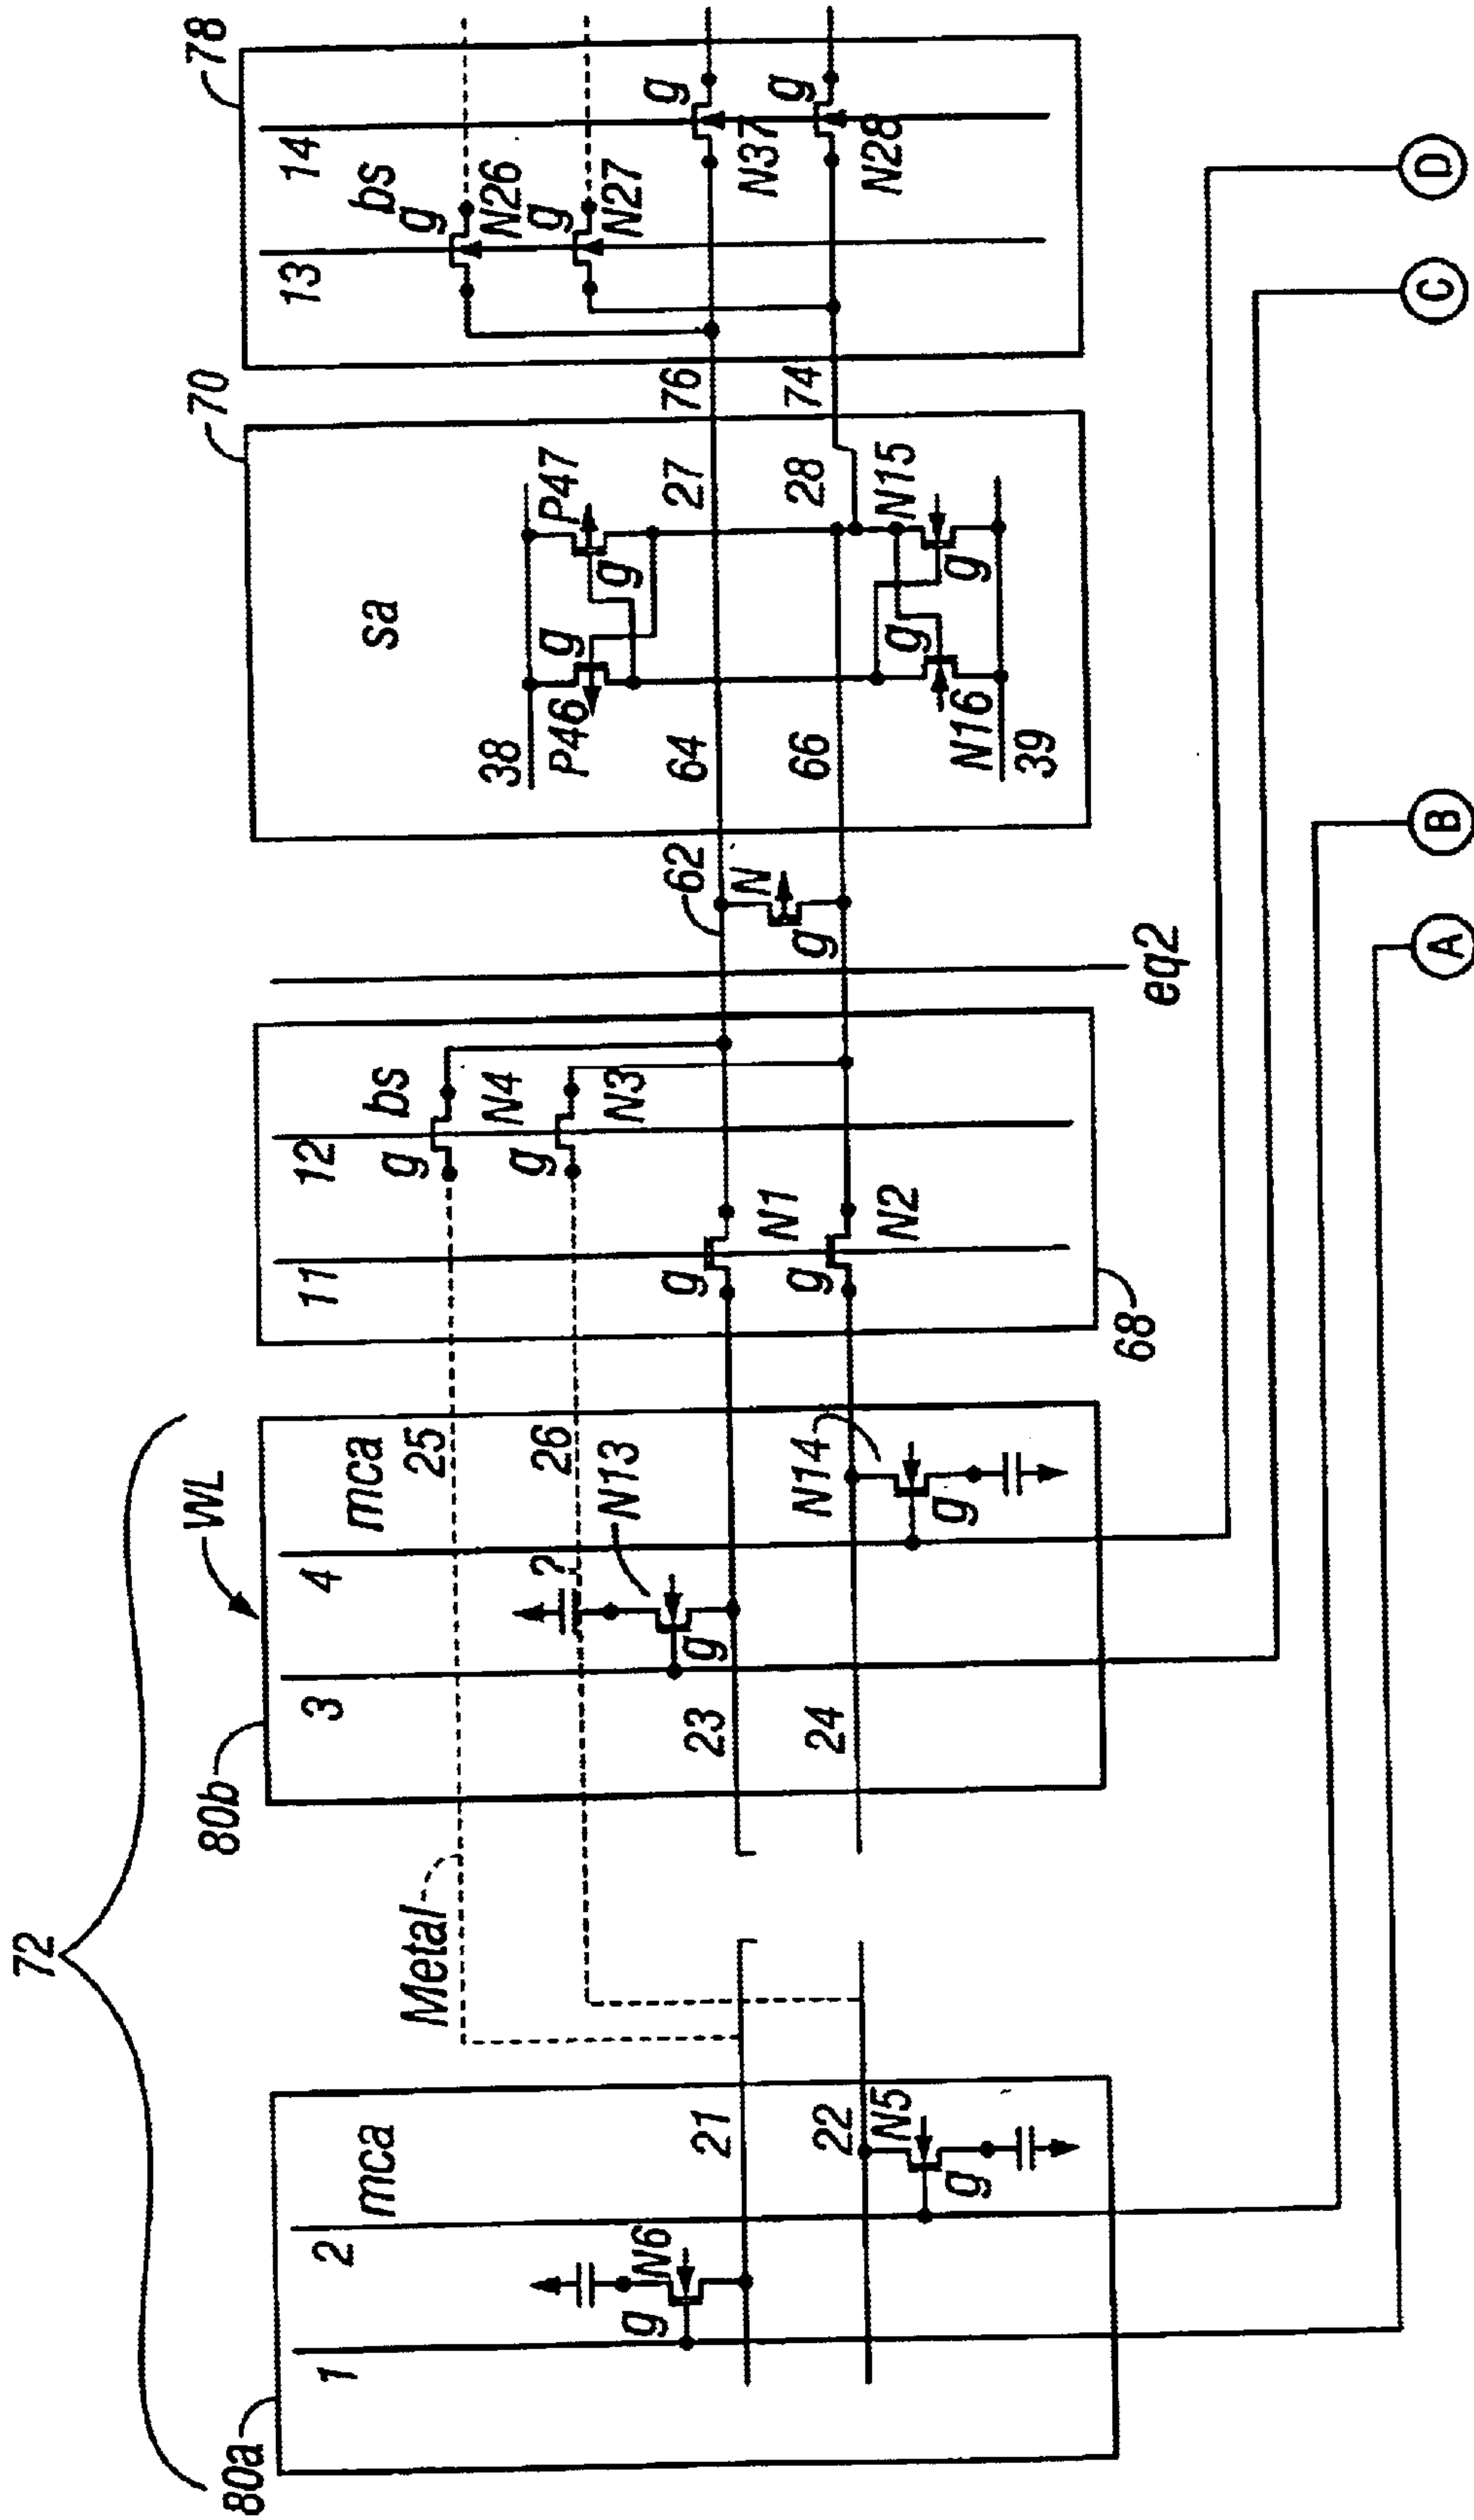 72
80a
1
2
mca
g
N6
21
22
N5
g
Metal
80b
WL
3
4
mca
25
26
2
N13
g
23
24
N14
g
68
11
12
bs
g
N4
g
N3
g
N1
g
N2
eq2
62
N
g
70
sa
38
P46
g
P47
g
64
27
66
28
g
N15
g
N16
39
76
74
78
13
14
bs
g
N26
g
N27
g
N37
g
N28
A
B
C
D